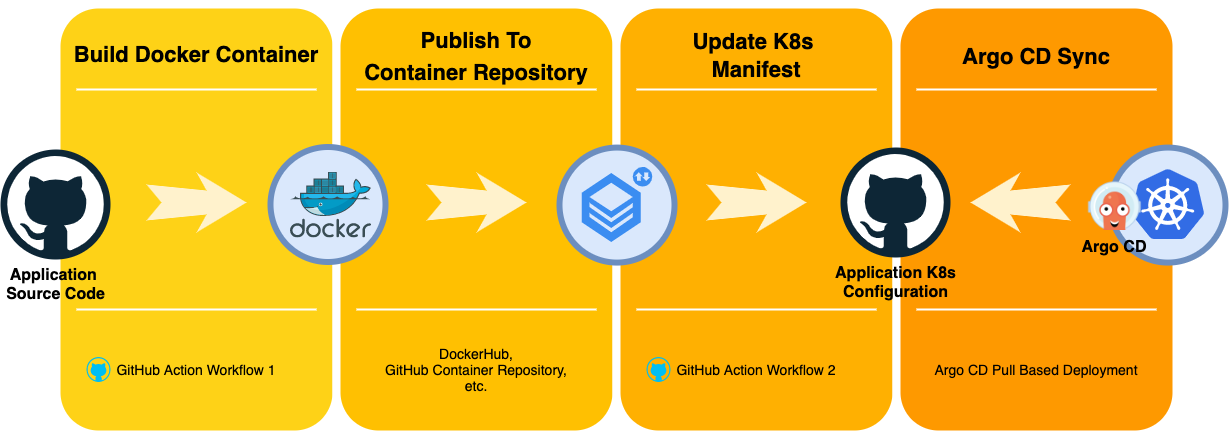 Build Docker Container
Publish To
Container Repository
Update K8s
Manifest
Argo CD Sync
docker
Argo CD
Application
Source Code
Application K8s
Configuration
GitHub Action Workflow 1
DockerHub,
GitHub Container Repository,
etc.
GitHub Action Workflow 2
Argo CD Pull Based Deployment